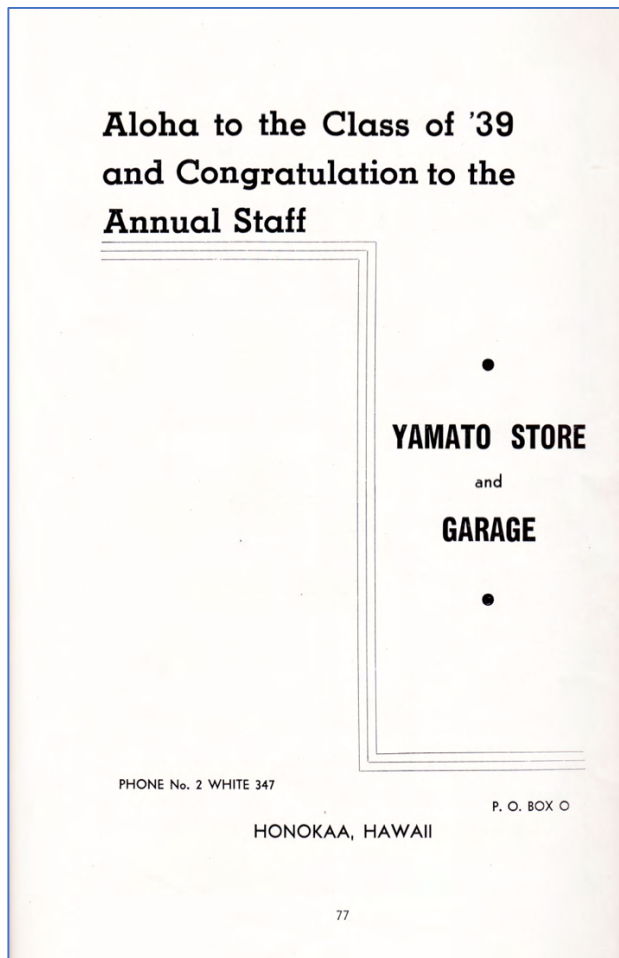 Aloha to the Class of '39
and Congratulation to the
Annual Staff
YAMATO STORE
and
GARAGE
PHONE No. 2 WHITE 347
P. O. BOX O
HONOKAA, HAWAII
77